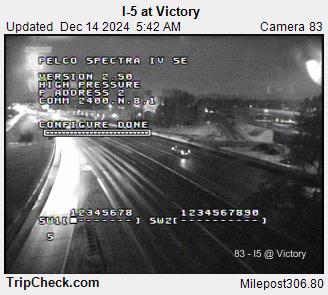 I-5 at Victory
Updated Dec 14 2024 5:42 AM Camera 83
PELCO SPECTRA IV SE
VERSION 2.50
HIGH PRESSURE
P ADDRESS 2
COMM 2400,N,8,1
CONFIGURE DONE
12345678 1234567890
SW1[ SW2[
S
83 - I5 @ Victory
TripCheck.com Milepost306.80